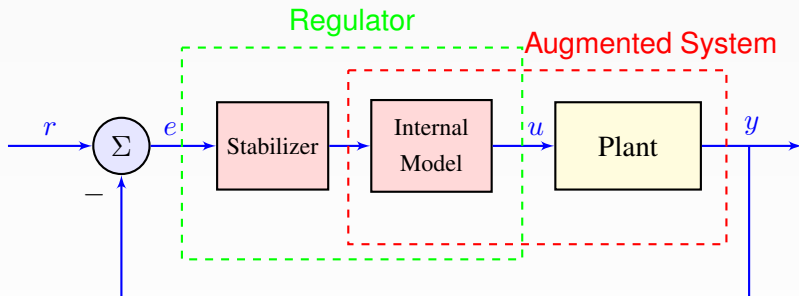 Regulator
Augmented System
r
Σ
e
Stabilizer
Internal
Model
u
Plant
y
−